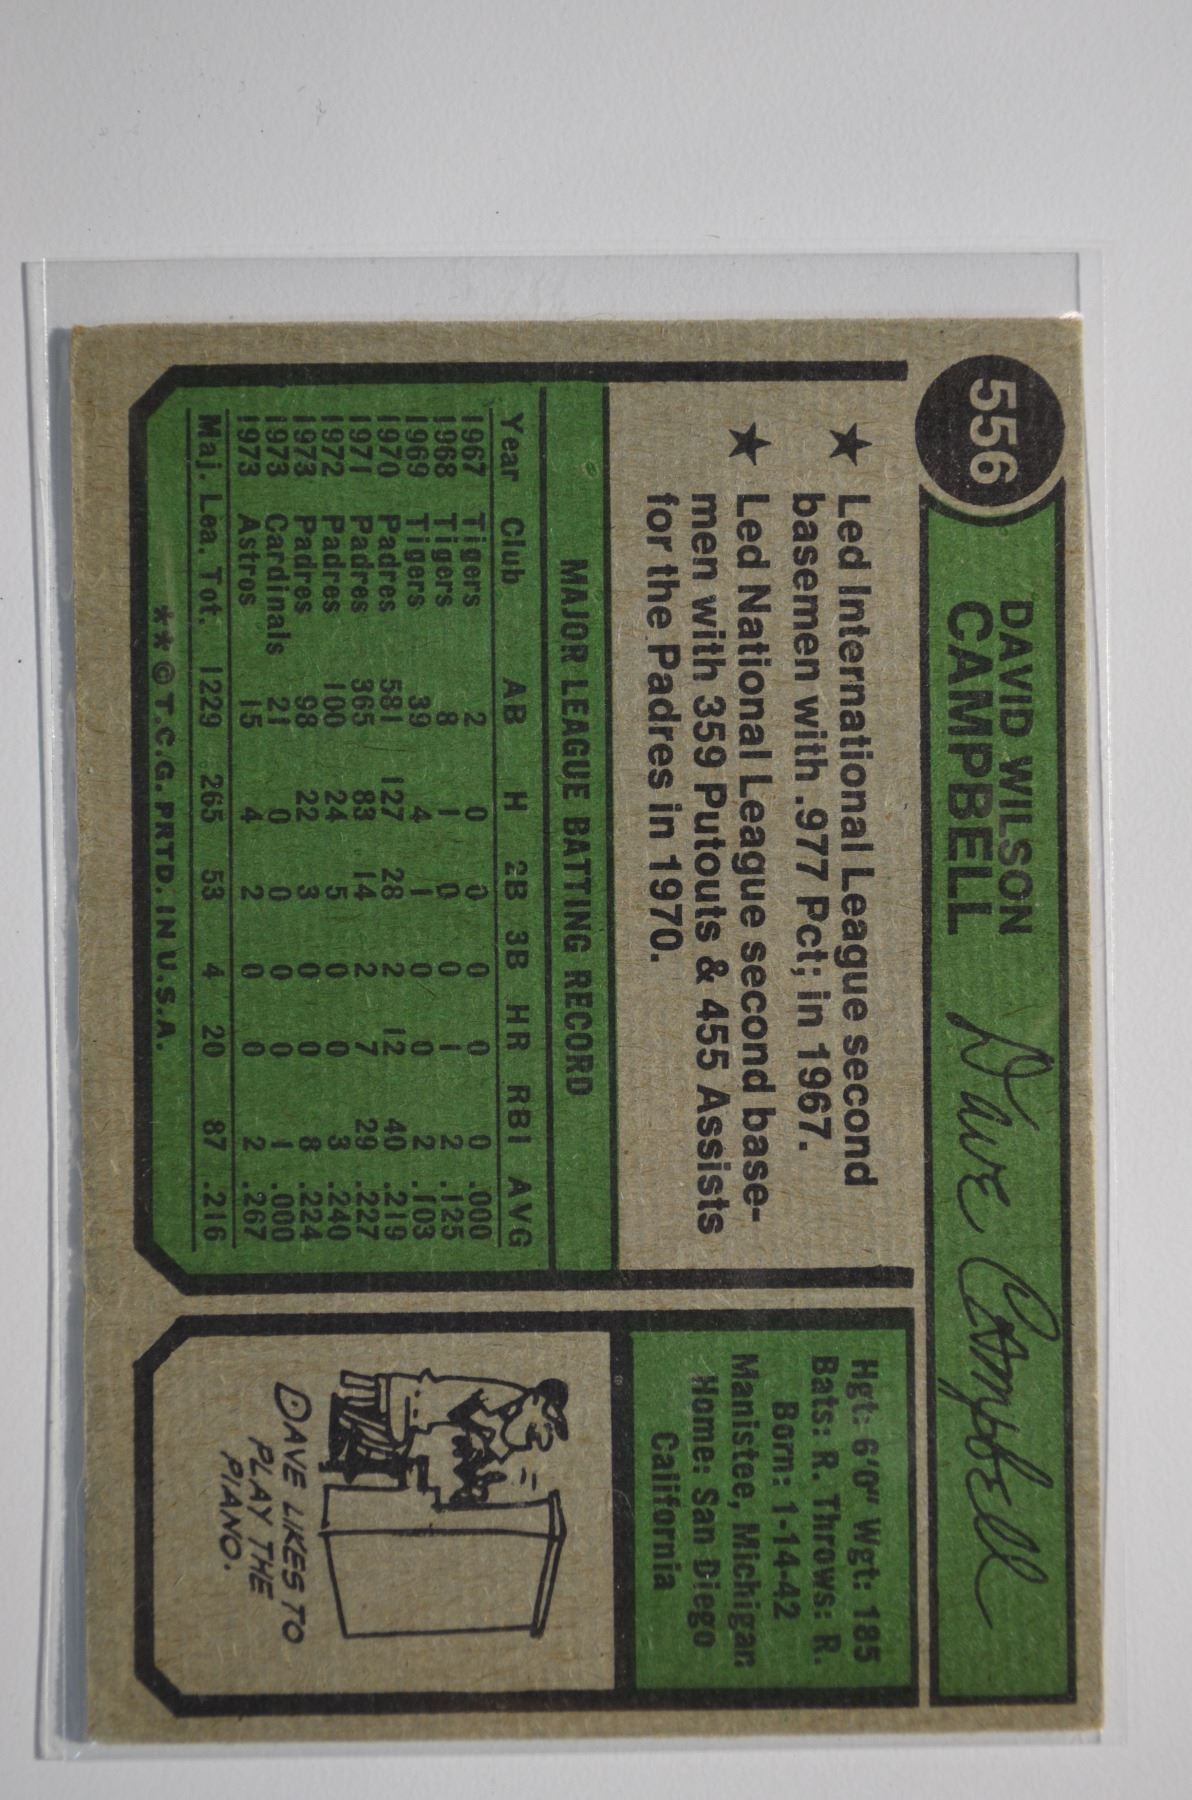 556
DAVID WILSON
CAMPBELL
Dave Campbell
★ Led International League second
basemen with .977 Pct; in 1967.
★ Led National League second base-
men with 359 Putouts & 455 Assists
for the Padres in 1970.
Hgt: 6'0" Wgt: 185
Bats: R. Throws: R.
Born: 1-14-42
Manistee, Michigan
Home: San Diego
California
MAJOR LEAGUE BATTING RECORD
Year Club AB H 2B 3B HR RBI AVG
1967 Tigers 2 0 0 0 0 0 .000
1968 Tigers 8 1 0 0 1 2 .125
1969 Tigers 39 4 1 0 0 2 .103
1970 Padres 581 127 28 2 12 40 .219
1971 Padres 365 83 14 2 7 29 .227
1972 Padres 100 24 5 0 0 3 .240
1973 Padres 98 22 3 0 0 8 .224
1973 Cardinals 21 0 0 0 0 1 .000
1973 Astros 15 4 2 0 0 2 .267
Maj. Lea. Tot. 1229 265 53 4 20 87 .216
**©T.C.G. PRTD. IN U.S.A.
DAVE LIKES TO
PLAY THE
PIANO.